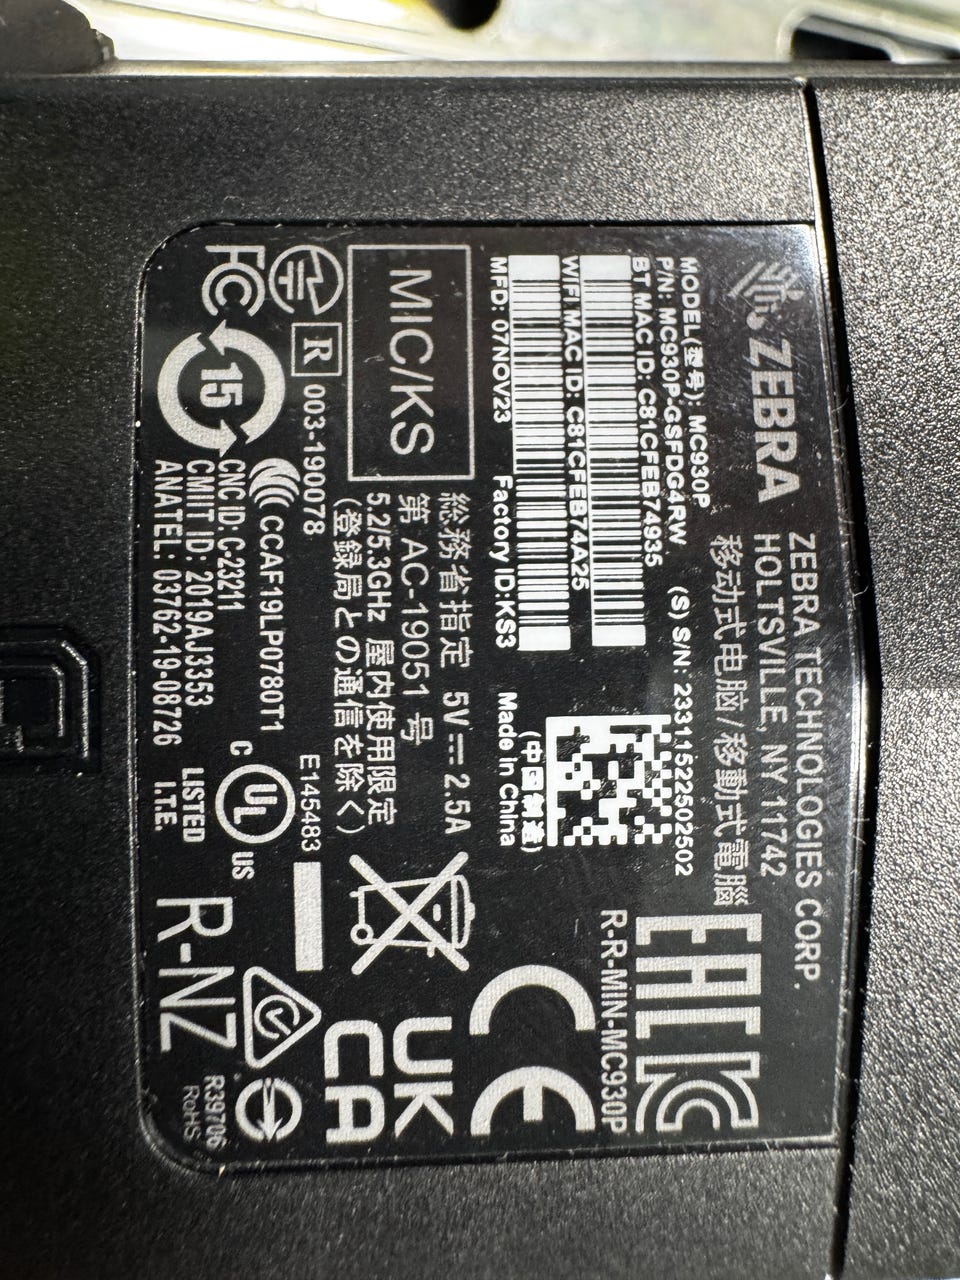 ZEBRA
ZEBRA TECHNOLOGIES CORP.
HOLTSVILLE, NY 11742
移动式电脑/移動式電腦
MODEL(型号): MC930P
P/N: MC930P-GSFDG4RW
(S) S/N: 23311522502502
BT MAC ID: C81CFEB74935
WIFI MAC ID: C81CFEB74A25
MFD: 07NOV23
Factory ID:KS3
Made in China
(中国制造)
EAC
R-R-MIN-MC930P
MIC/KS
総務省指定 5V⎓2.5A
第 AC-19051 号
5.2/5.3GHz 屋内使用限定
(登録局との通信を除く)
R 003-190078
CE
UK
CA
FC
15
CCAF19LP0780T1
CNC ID: C-23211
CMIIT ID: 2019AJ3353
ANATEL: 03762-19-08726
E145483
C UL US
LISTED
I.T.E.
R-NZ
R39706
RoHS